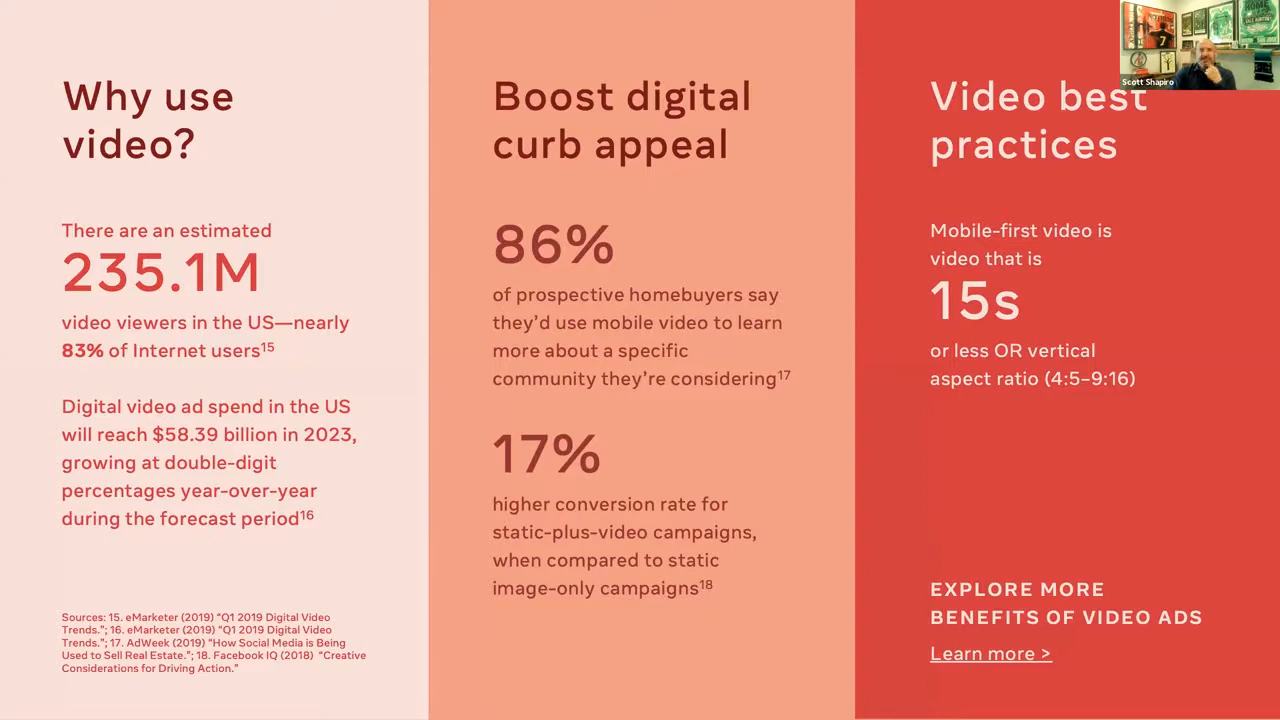 Why use
video?
There are an estimated
235.1M
video viewers in the US—nearly
83% of Internet users15
Digital video ad spend in the US
will reach $58.39 billion in 2023,
growing at double-digit
percentages year-over-year
during the forecast period16
Sources: 15. eMarketer (2019) “Q1 2019 Digital Video
Trends.”; 16. eMarketer (2019) “Q1 2019 Digital Video
Trends.”; 17. AdWeek (2019) “How Social Media is Being
Used to Sell Real Estate.”; 18. Facebook IQ (2018) “Creative
Considerations for Driving Action.”
Boost digital
curb appeal
86%
of prospective homebuyers say
they’d use mobile video to learn
more about a specific
community they’re considering17
17%
higher conversion rate for
static-plus-video campaigns,
when compared to static
image-only campaigns18
Scott Shapiro
Video best
practices
Mobile-first video is
video that is
15s
or less OR vertical
aspect ratio (4:5–9:16)
EXPLORE MORE
BENEFITS OF VIDEO ADS
Learn more >